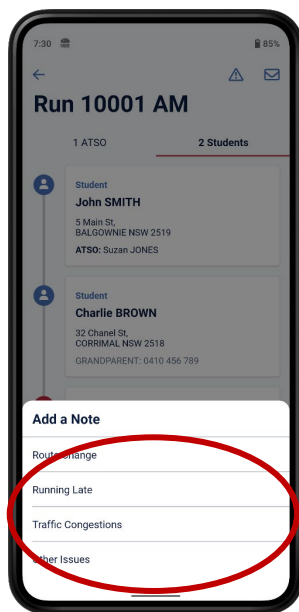 7:30
85%
Run 10001 AM
1 ATSO
2 Students
Student
John SMITH
5 Main St,
BALGOWNIE NSW 2519
ATSO: Suzan JONES
Student
Charlie BROWN
32 Chanel St,
CORRIMAL NSW 2518
GRANDPARENT: 0410 456 789
Add a Note
Route Change
Running Late
Traffic Congestions
Other Issues